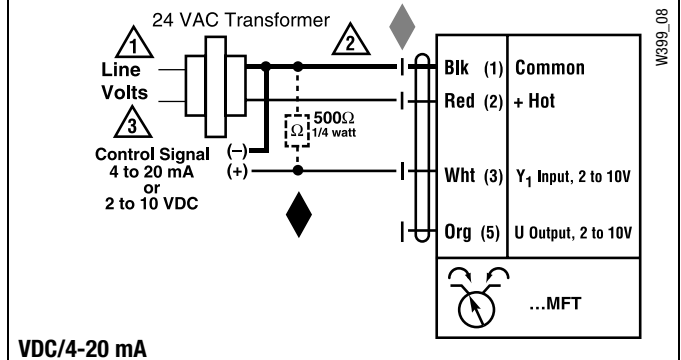 24 VAC Transformer
1
2
Line
Volts
3
Control Signal
4 to 20 mA
or
2 to 10 VDC
(–)
(+)
Ω
500Ω
1/4 watt
Blk (1) Common
Red (2) + Hot
Wht (3) Y₁ Input, 2 to 10V
Org (5) U Output, 2 to 10V
...MFT
W399_08
VDC/4-20 mA